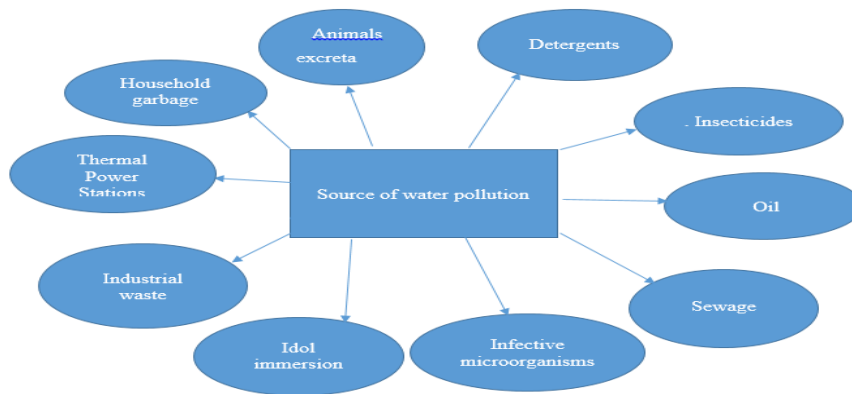 Animals
excreta
Detergents
Household
garbage
. Insecticides
Thermal
Power
Stations
Source of water pollution
Oil
Industrial
waste
Sewage
Idol
immersion
Infective
microorganisms